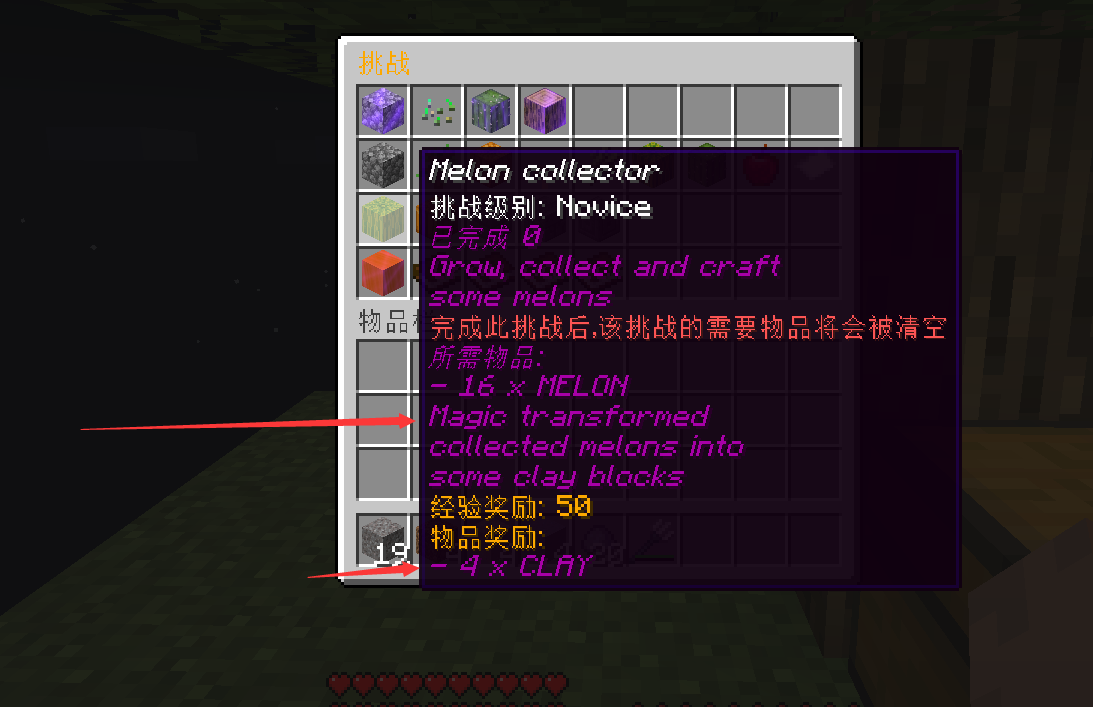 挑战
Melon collector
挑战级别: Novice
已完成 0
Grow, collect and craft
some melons
完成此挑战后,该挑战的需要物品将会被清空
物品
所需物品:
- 16 x MELON
Magic transformed
collected melons into
some clay blocks
经验奖励: 50
物品奖励:
- 4 x CLAY
19